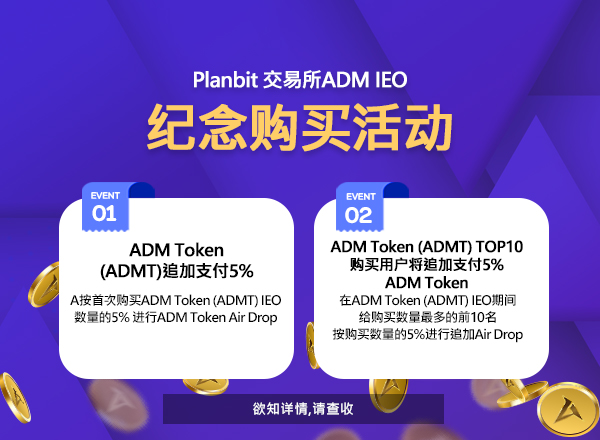 Planbit 交易所ADM IEO
纪念购买活动
EVENT
01
ADM Token
(ADMT)追加支付5%
A按首次购买ADM Token (ADMT) IEO
数量的5% 进行ADM Token Air Drop
EVENT
02
ADM Token (ADMT) TOP10
购买用户将追加支付5%
ADM Token
在ADM Token (ADMT) IEO期间
给购买数量最多的前10名
按购买数量的5%进行追加Air Drop
欲知详情,请查收